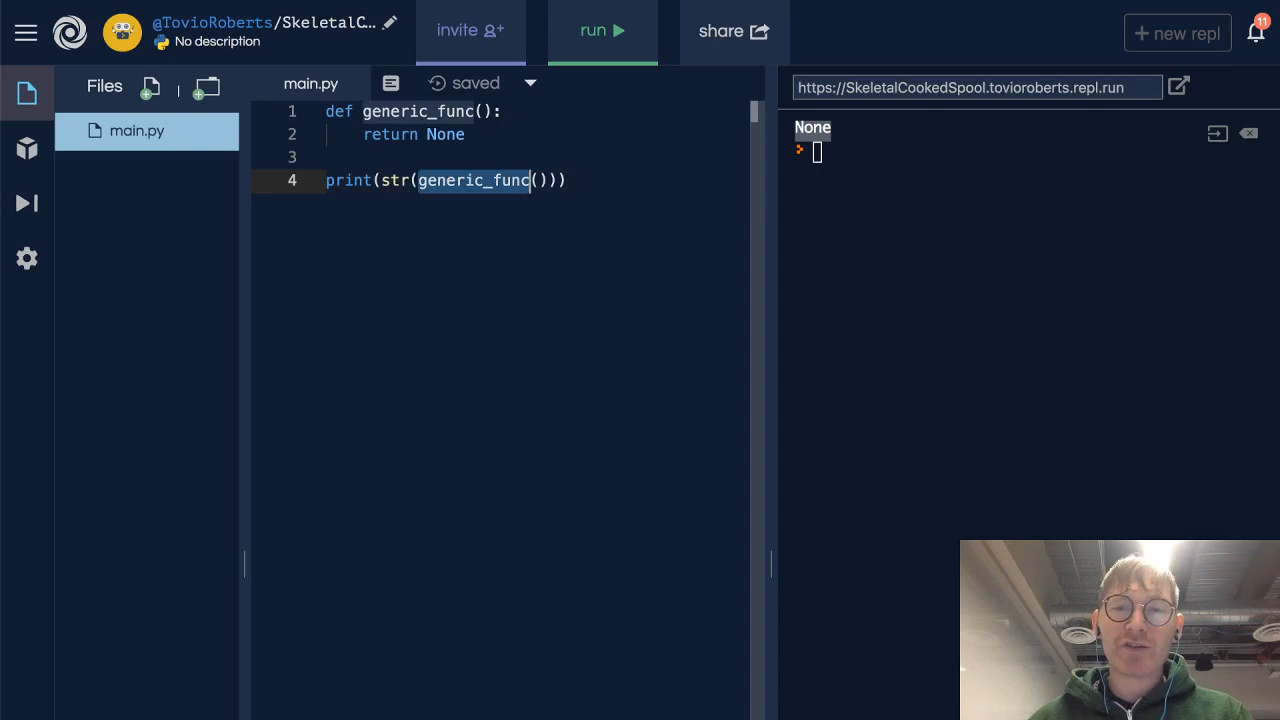 @TovioRoberts/SkeletalC...
No description
invite
run
share
+ new repl
11
Files
main.py
main.py
saved
https://SkeletalCookedSpool.tovioroberts.repl.run
1 def generic_func():
2 return None
3
4 print(str(generic_func()))
None